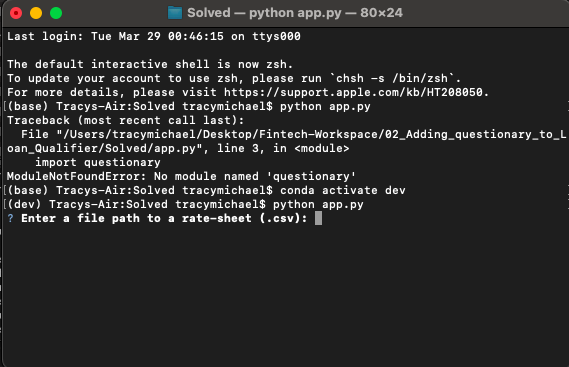 Solved — python app.py — 80×24
Last login: Tue Mar 29 00:46:15 on ttys000
The default interactive shell is now zsh.
To update your account to use zsh, please run `chsh -s /bin/zsh`.
For more details, please visit https://support.apple.com/kb/HT208050.
[(base) Tracys-Air:Solved tracymichael$ python app.py
Traceback (most recent call last):
  File "/Users/tracymichael/Desktop/Fintech-Workspace/02_Adding_questionary_to_L
oan_Qualifier/Solved/app.py", line 3, in <module>
    import questionary
ModuleNotFoundError: No module named 'questionary'
[(base) Tracys-Air:Solved tracymichael$ conda activate dev
[(dev) Tracys-Air:Solved tracymichael$ python app.py
? Enter a file path to a rate-sheet (.csv):